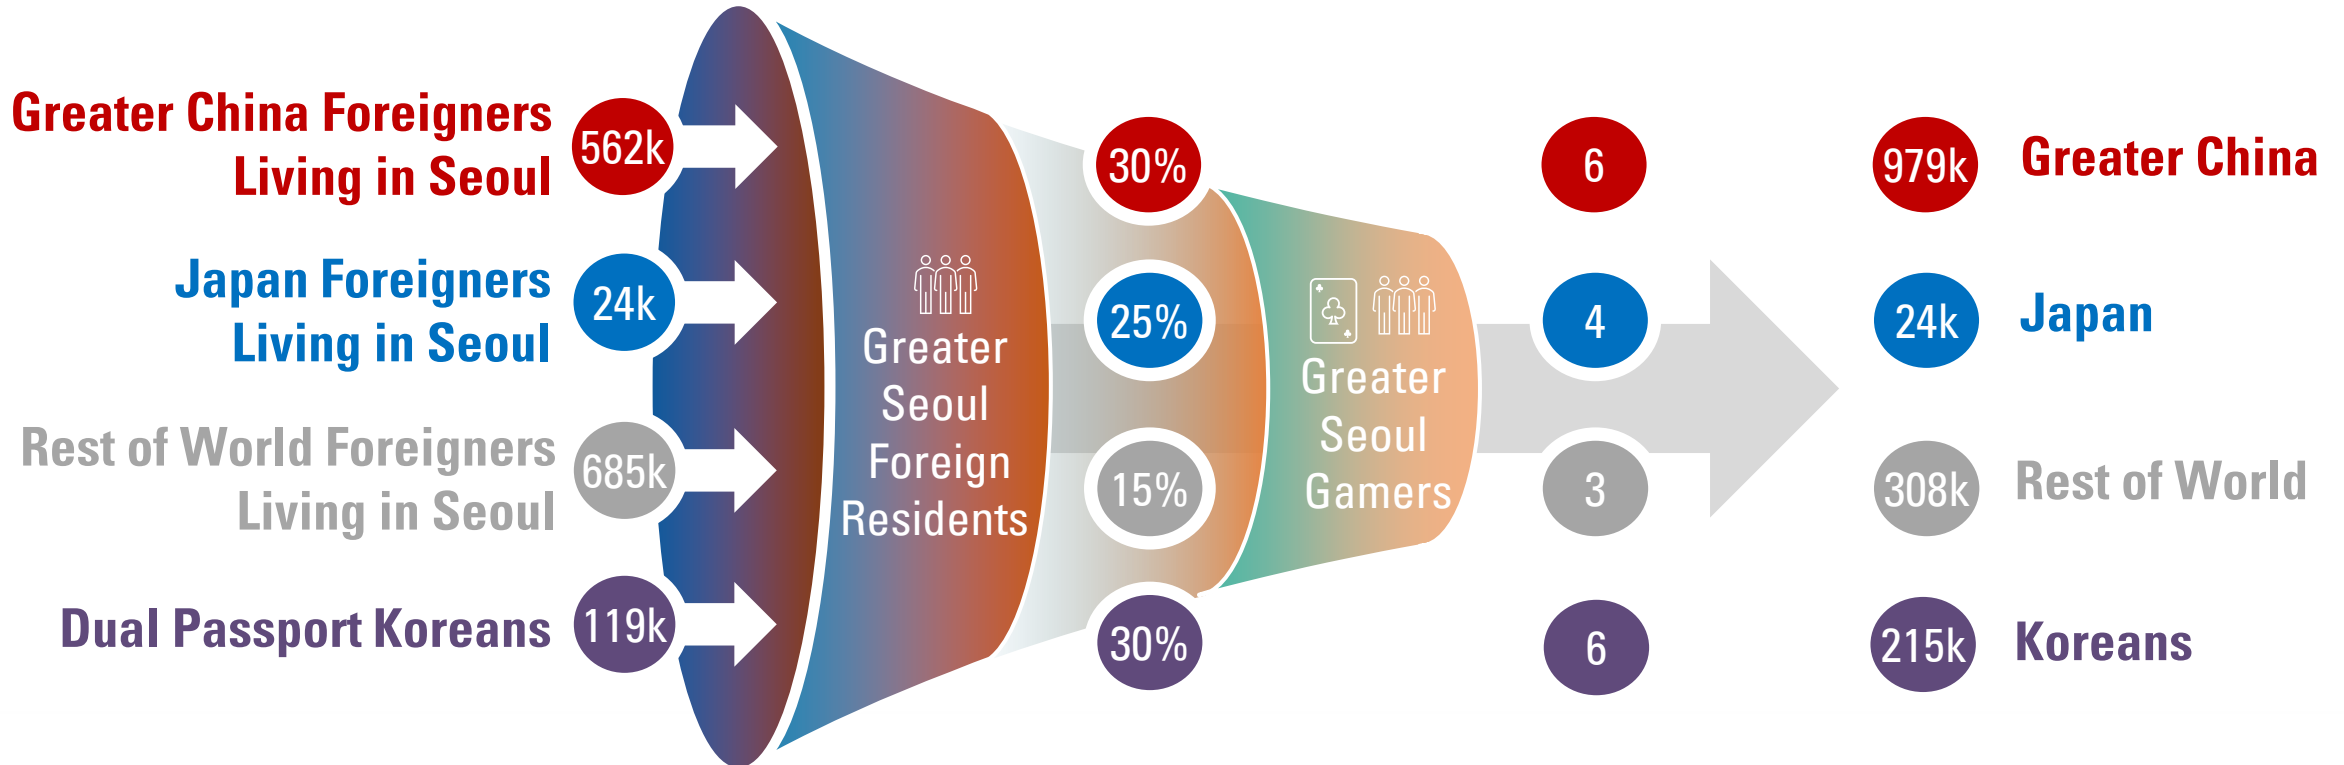 Greater China Foreigners
Living in Seoul
562k
30%
6
979k
Greater China
Japan Foreigners
Living in Seoul
24k
25%
4
24k
Japan
Rest of World Foreigners
Living in Seoul
685k
15%
3
308k
Rest of World
Dual Passport Koreans
119k
30%
6
215k
Koreans
Greater
Seoul
Foreign
Residents
Greater
Seoul
Gamers